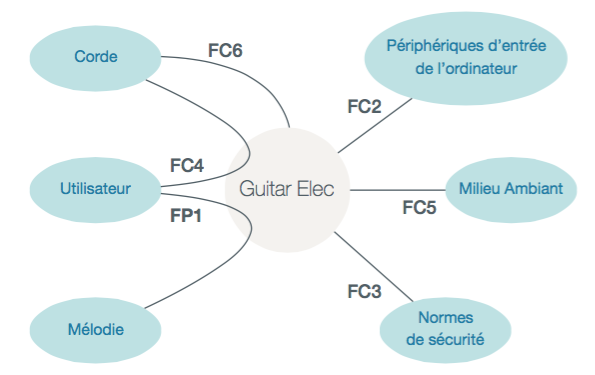 Corde
FC6
Périphériques d'entrée
de l'ordinateur
FC2
FC4
Utilisateur
Guitar Elec
Milieu Ambiant
FP1
FC5
FC3
Mélodie
Normes
de sécurité